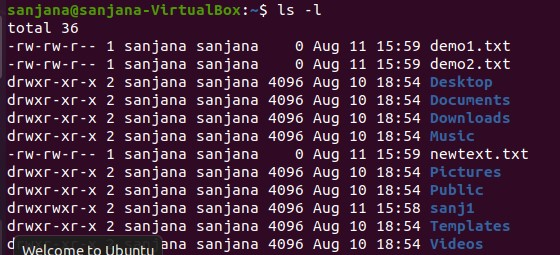 sanjana@sanjana-VirtualBox:~$ ls -l
total 36
-rw-rw-r-- 1 sanjana sanjana    0 Aug 11 15:59 demo1.txt
-rw-rw-r-- 1 sanjana sanjana    0 Aug 11 15:59 demo2.txt
drwxr-xr-x 2 sanjana sanjana 4096 Aug 10 18:54 Desktop
drwxr-xr-x 2 sanjana sanjana 4096 Aug 10 18:54 Documents
drwxr-xr-x 2 sanjana sanjana 4096 Aug 10 18:54 Downloads
drwxr-xr-x 2 sanjana sanjana 4096 Aug 10 18:54 Music
-rw-rw-r-- 1 sanjana sanjana    0 Aug 11 15:59 newtext.txt
drwxr-xr-x 2 sanjana sanjana 4096 Aug 10 18:54 Pictures
drwxr-xr-x 2 sanjana sanjana 4096 Aug 10 18:54 Public
drwxrwxr-x 2 sanjana sanjana 4096 Aug 11 15:58 sanj1
drwxr-xr-x 2 sanjana sanjana 4096 Aug 10 18:54 Templates
sanjana 4096 Aug 10 18:54 Videos
Welcome to Ubuntu